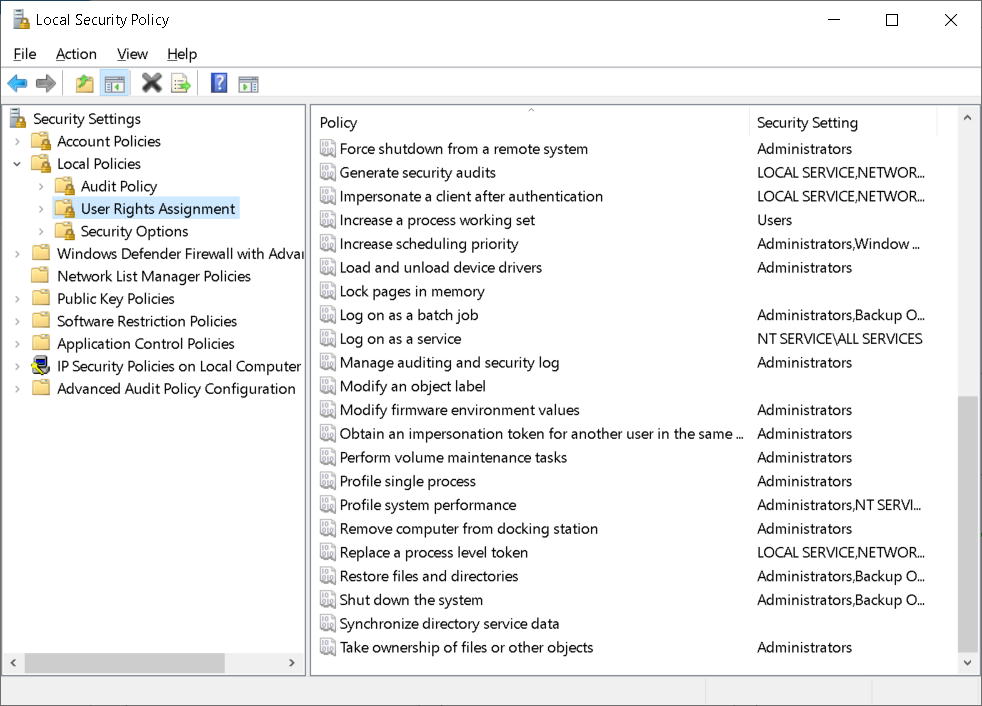 Local Security Policy
File Action View Help
Security Settings
Account Policies
Local Policies
Audit Policy
User Rights Assignment
Security Options
Windows Defender Firewall with Adva
Network List Manager Policies
Public Key Policies
Software Restriction Policies
Application Control Policies
IP Security Policies on Local Computer
Advanced Audit Policy Configuration
Policy Security Setting
Force shutdown from a remote system Administrators
Generate security audits LOCAL SERVICE,NETWOR...
Impersonate a client after authentication LOCAL SERVICE,NETWOR...
Increase a process working set Users
Increase scheduling priority Administrators,Window ...
Load and unload device drivers Administrators
Lock pages in memory
Log on as a batch job Administrators,Backup O...
Log on as a service NT SERVICE\ALL SERVICES
Manage auditing and security log Administrators
Modify an object label
Modify firmware environment values Administrators
Obtain an impersonation token for another user in the same ... Administrators
Perform volume maintenance tasks Administrators
Profile single process Administrators
Profile system performance Administrators,NT SERVI...
Remove computer from docking station Administrators
Replace a process level token LOCAL SERVICE,NETWOR...
Restore files and directories Administrators,Backup O...
Shut down the system Administrators,Backup O...
Synchronize directory service data
Take ownership of files or other objects Administrators